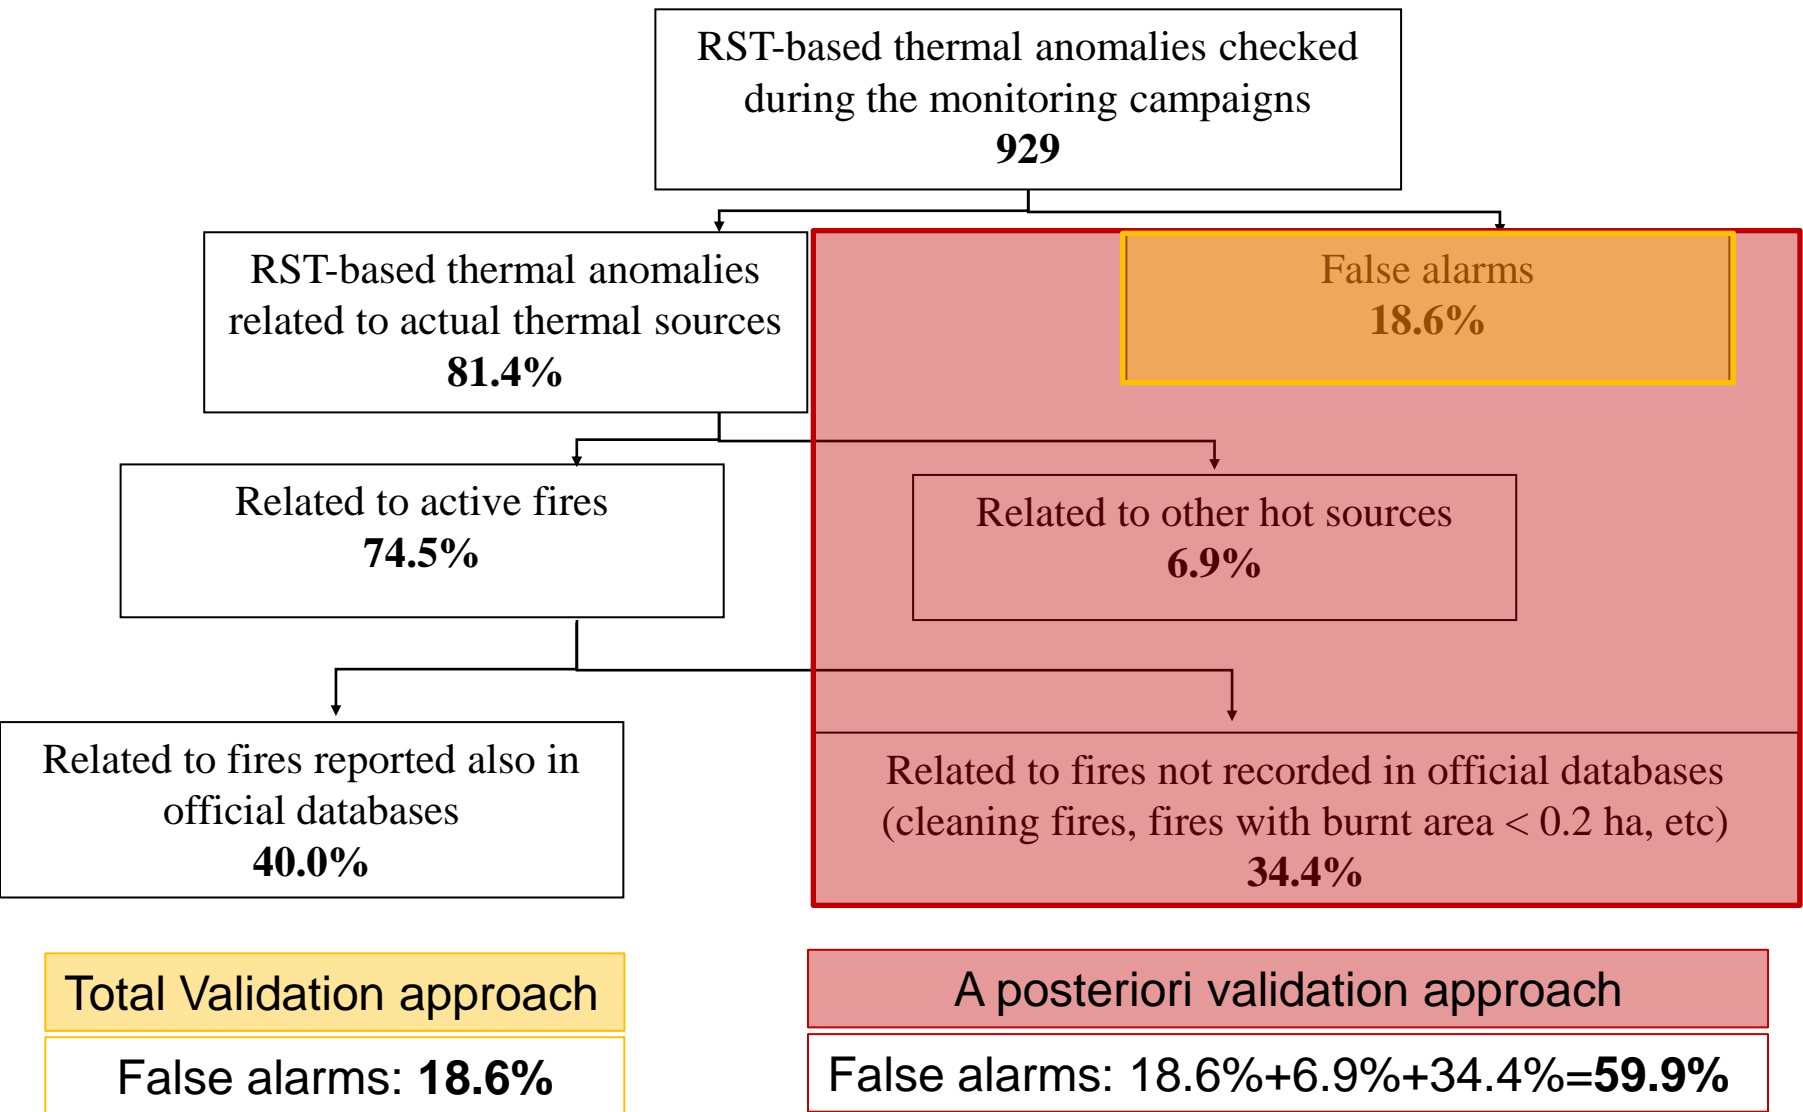 RST-based thermal anomalies checked
during the monitoring campaigns
929
RST-based thermal anomalies
related to actual thermal sources
81.4%
False alarms
18.6%
Related to active fires
74.5%
Related to other hot sources
6.9%
Related to fires reported also in
official databases
40.0%
Related to fires not recorded in official databases
(cleaning fires, fires with burnt area < 0.2 ha, etc)
34.4%
Total Validation approach
False alarms: 18.6%
A posteriori validation approach
False alarms: 18.6%+6.9%+34.4%=59.9%